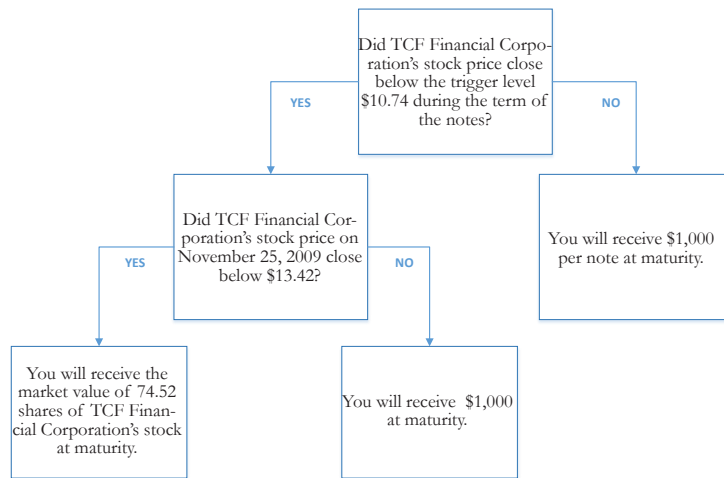 Did TCF Financial Corpo-
ration's stock price close
below the trigger level
$10.74 during the term of
the notes?
YES
NO
Did TCF Financial Cor-
poration's stock price on
November 25, 2009 close
below $13.42?
You will receive $1,000
per note at maturity.
YES
NO
You will receive the
market value of 74.52
shares of TCF Finan-
cial Corporation's stock
at maturity.
You will receive $1,000
at maturity.